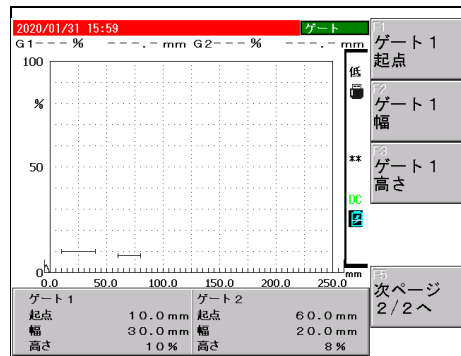 2020/01/31 15:59 ゲート
G1--- % ---.- mm G2--- % ---.- mm
100
%
50
0
0.0 50.0 100.0 150.0 200.0 250.0 mm
低
**
DC
F1
ゲート1
起点
F2
ゲート1
幅
F3
ゲート1
高さ
F5
次ページ
2/2へ
ゲート1 ゲート2
起点 10.0mm 起点 60.0mm
幅 30.0mm 幅 20.0mm
高さ 10% 高さ 8%